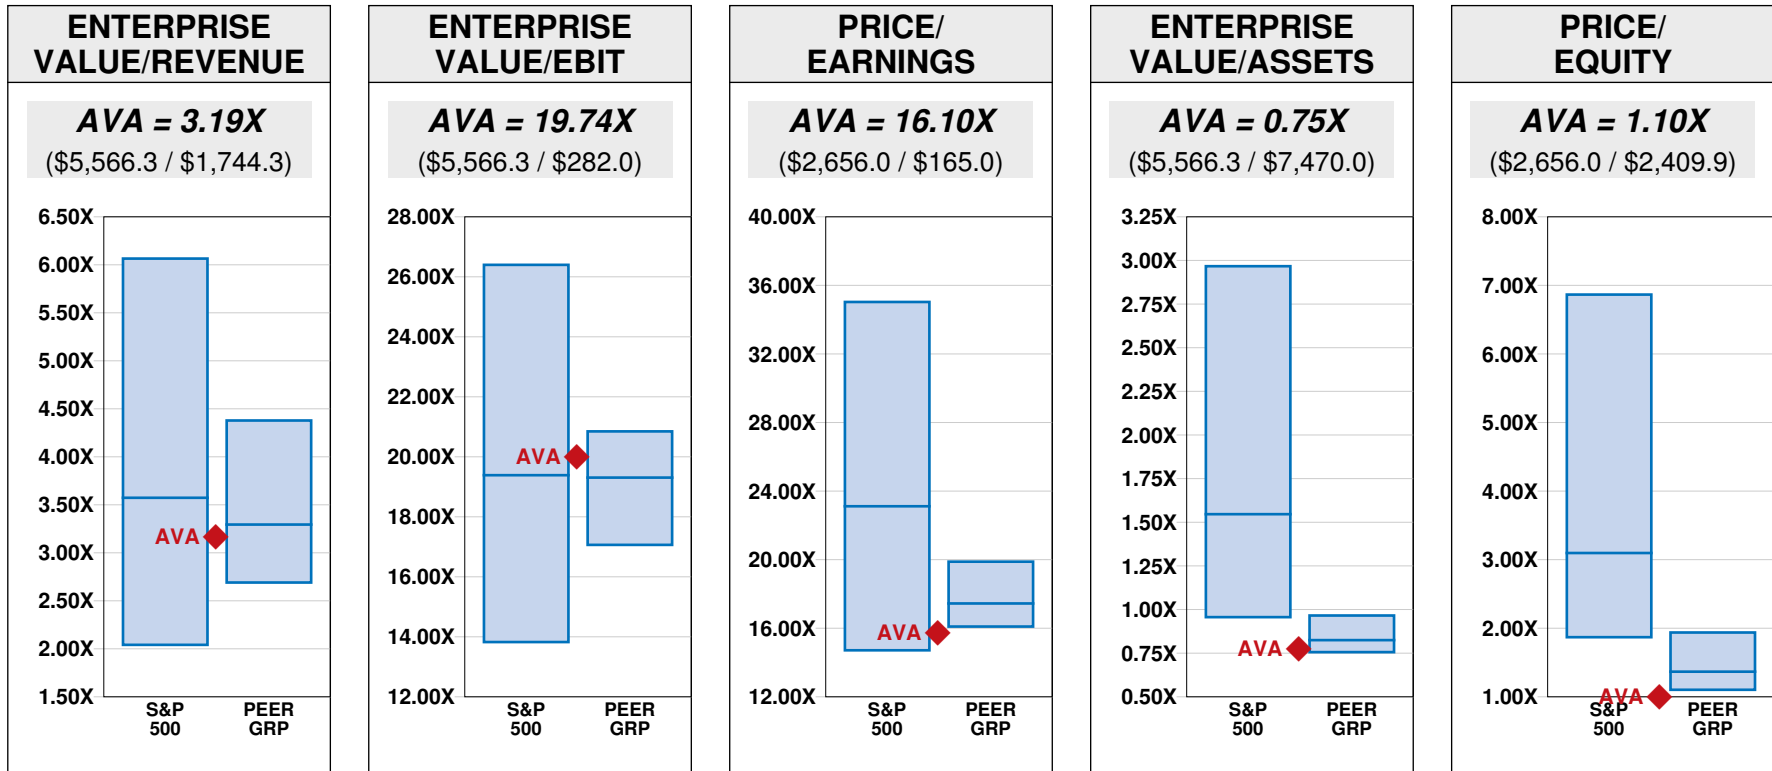 ENTERPRISE
VALUE/REVENUE
AVA = 3.19X
($5,566.3 / $1,744.3)
6.50X
6.00X
5.50X
5.00X
4.50X
4.00X
3.50X
3.00X
2.50X
2.00X
1.50X
AVA
S&P
500
PEER
GRP
ENTERPRISE
VALUE/EBIT
AVA = 19.74X
($5,566.3 / $282.0)
28.00X
26.00X
24.00X
22.00X
20.00X
18.00X
16.00X
14.00X
12.00X
AVA
S&P
500
PEER
GRP
PRICE/
EARNINGS
AVA = 16.10X
($2,656.0 / $165.0)
40.00X
36.00X
32.00X
28.00X
24.00X
20.00X
16.00X
12.00X
AVA
S&P
500
PEER
GRP
ENTERPRISE
VALUE/ASSETS
AVA = 0.75X
($5,566.3 / $7,470.0)
3.25X
3.00X
2.75X
2.50X
2.25X
2.00X
1.75X
1.50X
1.25X
1.00X
0.75X
0.50X
AVA
S&P
500
PEER
GRP
PRICE/
EQUITY
AVA = 1.10X
($2,656.0 / $2,409.9)
8.00X
7.00X
6.00X
5.00X
4.00X
3.00X
2.00X
1.00X
AVA
S&P
500
PEER
GRP